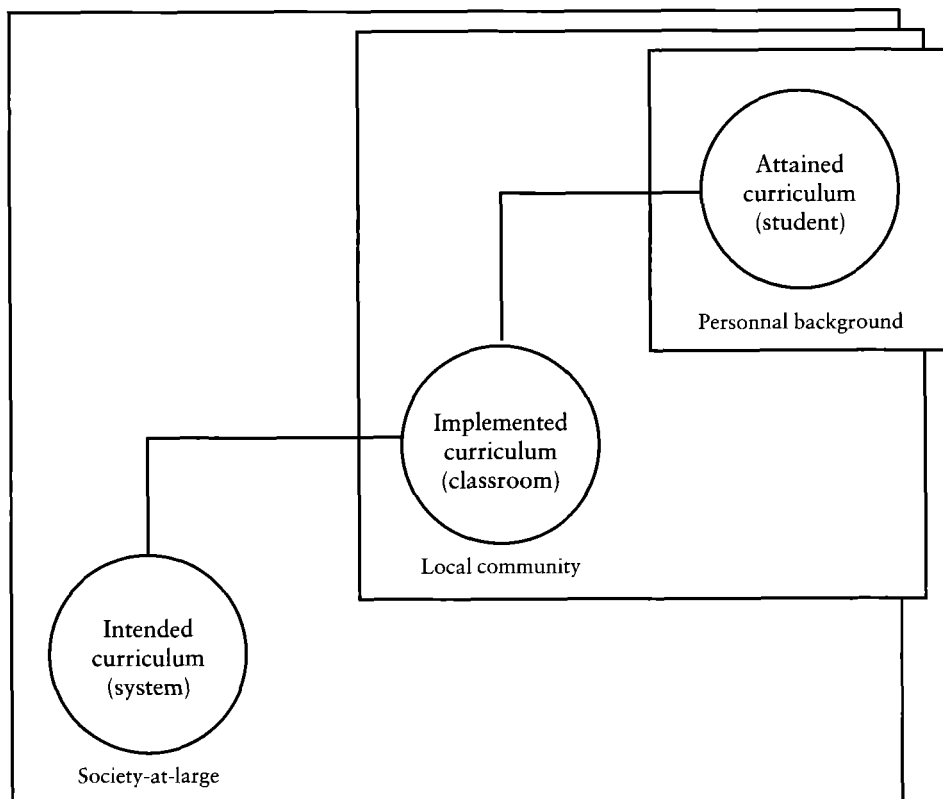 Attained
curriculum
(student)
Personnal background
Implemented
curriculum
(classroom)
Local community
Intended
curriculum
(system)
Society-at-large